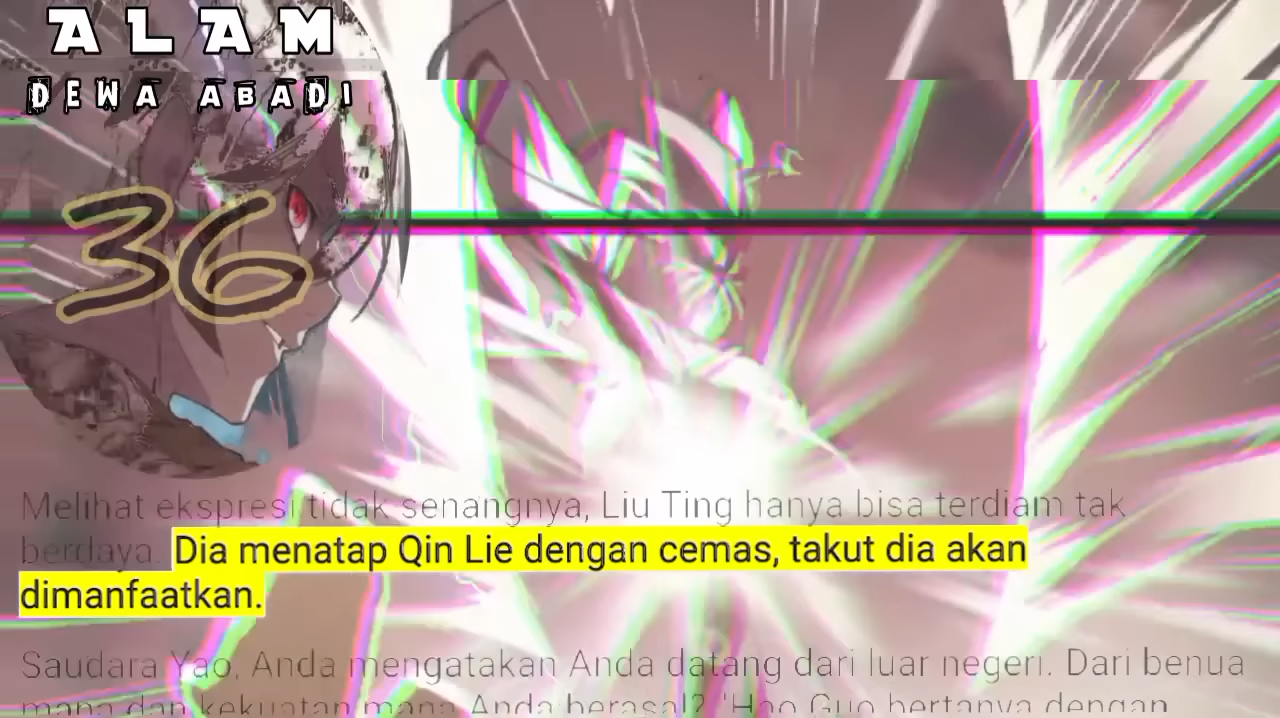 ALAM
DEWA ABADI
36
Melihat ekspresi tidak senangnya, Liu Ting hanya bisa terdiam tak
berdaya. Dia menatap Qin Lie dengan cemas, takut dia akan
dimanfaatkan.
Saudara Yao, Anda mengatakan Anda datang dari luar negeri. Dari benua
mana dan kekuatan mana Anda berasal? 'Hao Guo bertanya dengan